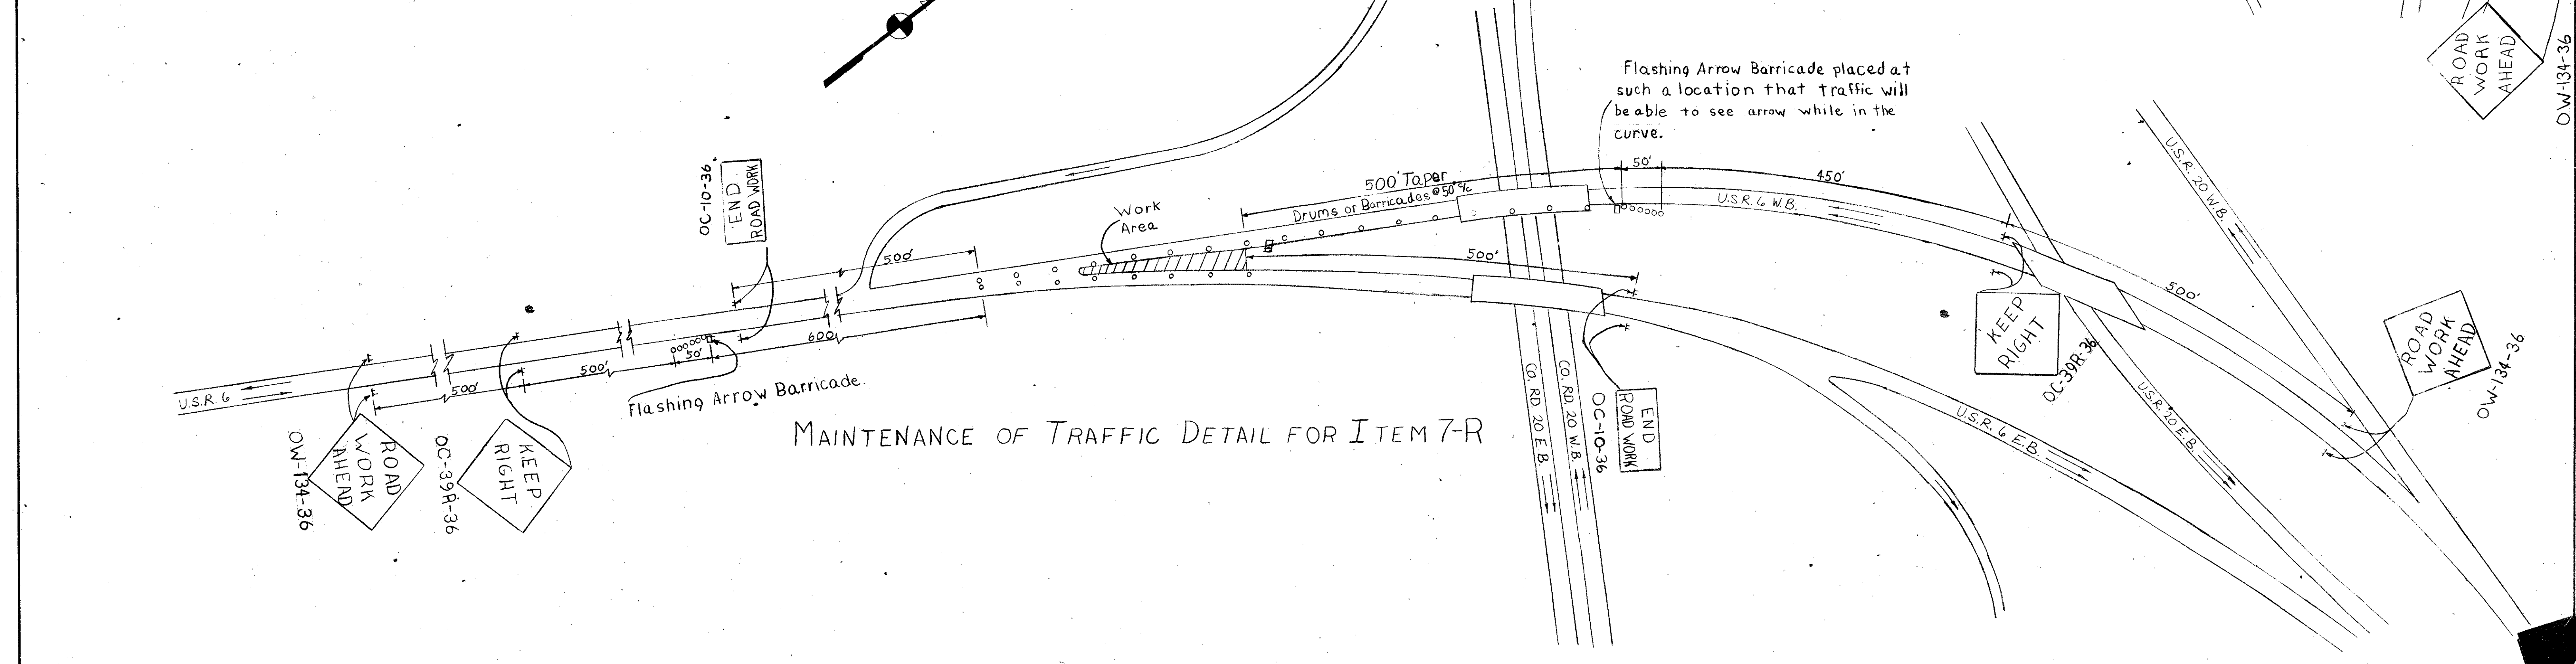 Flashing Arrow Barricade placed at
such a location that traffic will
be able to see arrow while in the
curve.
ROAD
WORK
AHEAD
OW-134-36
OC-10-36
END
ROAD WORK
500' Taper
Drums or Barricades @ 50' c/c
50'
450'
U.S.R. 6 W.B.
U.S.R. 20 W.B.
Work
Area
500'
500'
500'
600'
500'
500'
50'
U.S.R. 6
Flashing Arrow Barricade.
ROAD
WORK
AHEAD
OW-134-36
KEEP
RIGHT
OC-39R-36
MAINTENANCE OF TRAFFIC DETAIL FOR ITEM 7-R
CO. RD. 20 E.B.
CO. RD. 20 W.B.
END
ROAD WORK
OC-10-36
KEEP
RIGHT
OC-39R-36
U.S.R. 20 E.B.
U.S.R. 6 E.B.
ROAD
WORK
AHEAD
OW-134-36